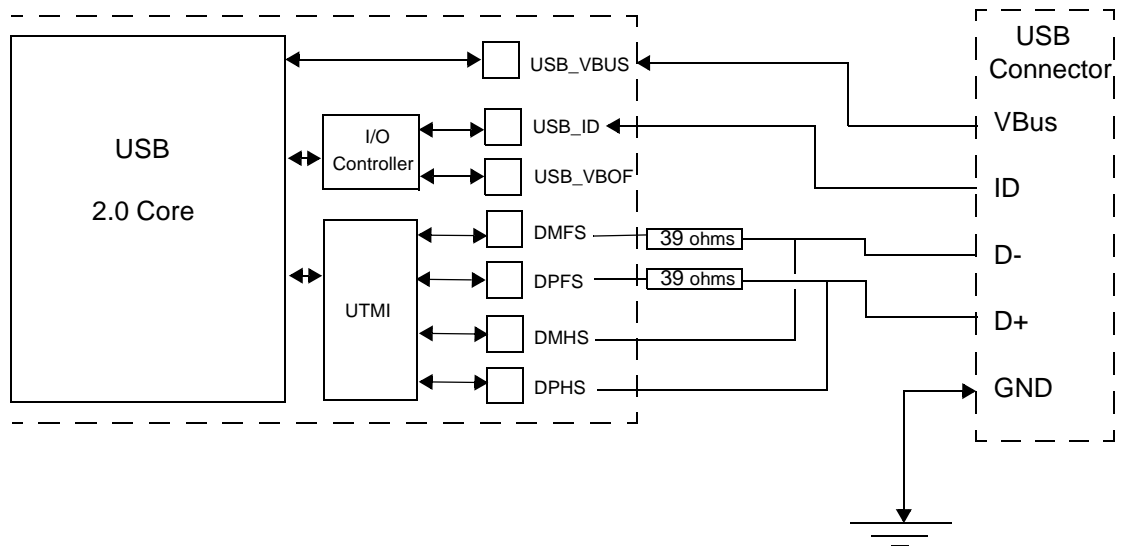 USB
2.0 Core
I/O
Controller
UTMI
USB_VBUS
USB_ID
USB_VBOF
DMFS
DPFS
DMHS
DPHS
39 ohms
39 ohms
USB
Connector
VBus
ID
D-
D+
GND